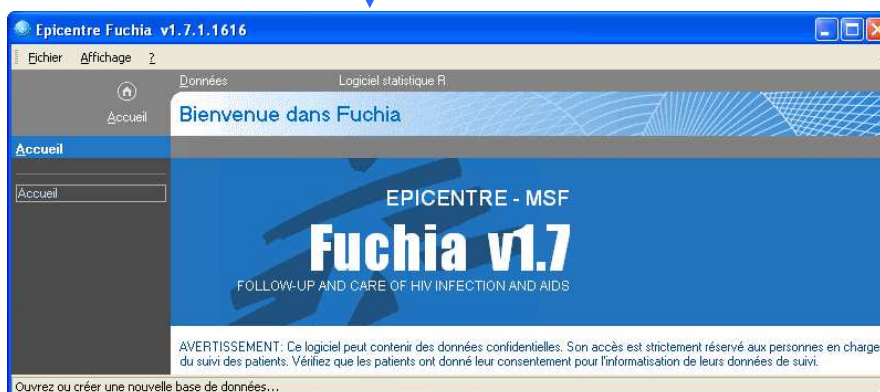 Epicentre Fuchia v1.7.1.1616
Fichier Affichage ?
Données Logiciel statistique R
Accueil
Bienvenue dans Fuchia
Accueil
Accueil
EPICENTRE - MSF
Fuchia v1.7
FOLLOW-UP AND CARE OF HIV INFECTION AND AIDS
AVERTISSEMENT: Ce logiciel peut contenir des données confidentielles. Son accès est strictement réservé aux personnes en charge
du suivi des patients. Vérifiez que les patients ont donné leur consentement pour l'informatisation de leurs données de suivi.
Ouvrez ou créer une nouvelle base de données...